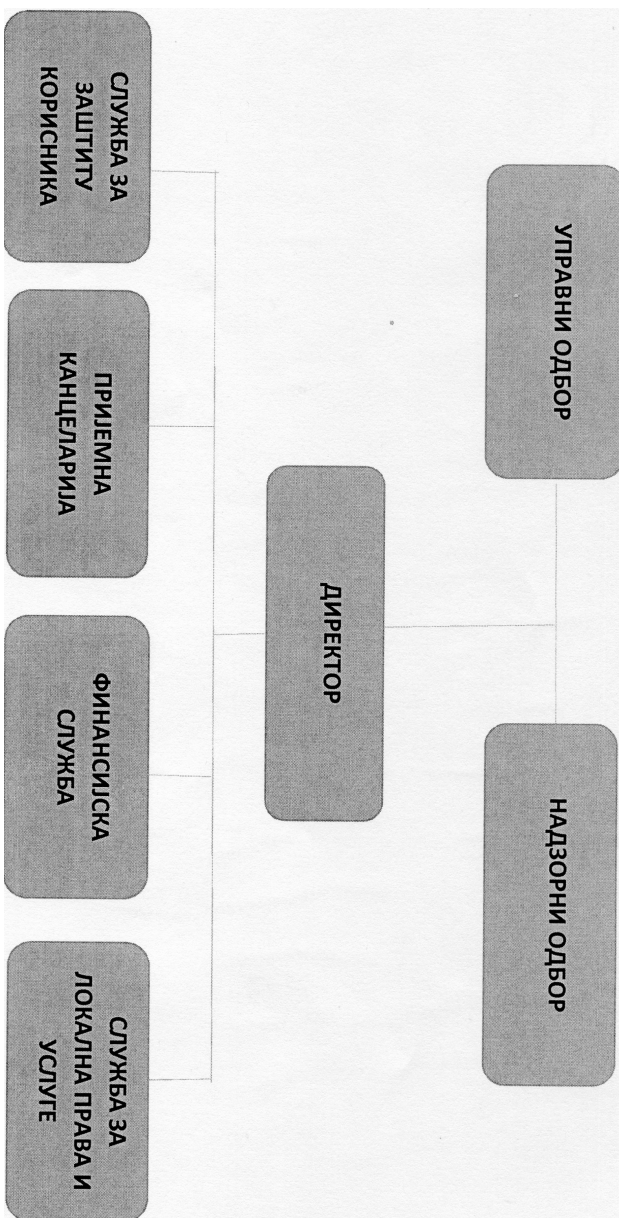 УПРАВНИ ОДБОР
НАДЗОРНИ ОДБОР
ДИРЕКТОР
СЛУЖБА ЗА
ЗАШТИТУ
КОРИСНИКА
ПРИЈЕМНА
КАНЦЕЛАРИЈА
ФИНАНСИЈСКА
СЛУЖБА
СЛУЖБА ЗА
ЛОКАЛНА ПРАВА И
УСЛУГЕ